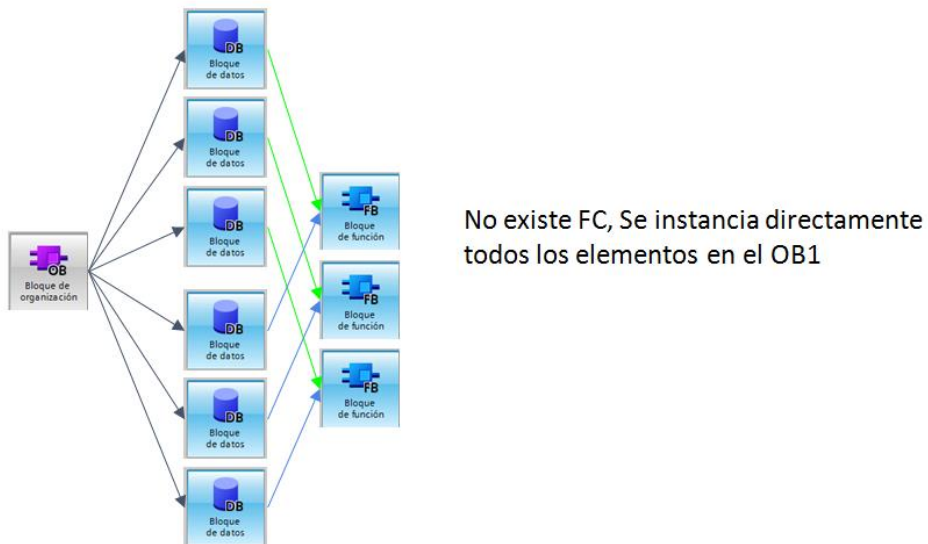 DB
Bloque
de datos
DB
Bloque
de datos
DB
Bloque
de datos
FB
Bloque
de función
No existe FC, Se instancia directamente
todos los elementos en el OB1
OB
Bloque de
organización
FB
Bloque
de función
DB
Bloque
de datos
FB
Bloque
de función
DB
Bloque
de datos
DB
Bloque
de datos